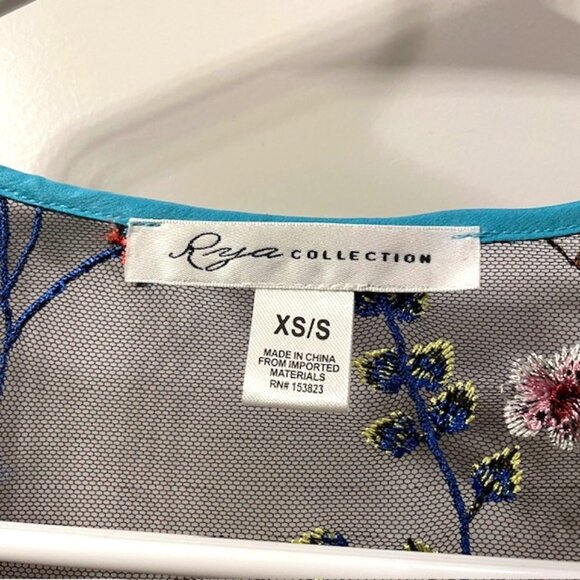 Rya COLLECTION
XS/S
MADE IN CHINA
FROM IMPORTED
MATERIALS
RN# 153823